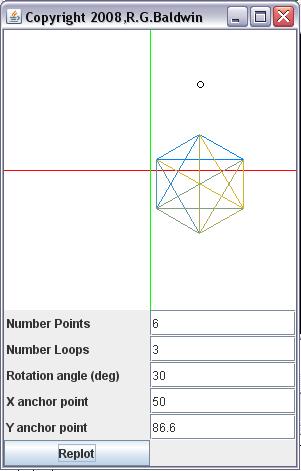 Copyright 2008,R.G.Baldwin
Number Points 6
Number Loops 3
Rotation angle (deg) 30
X anchor point 50
Y anchor point 86.6
Replot